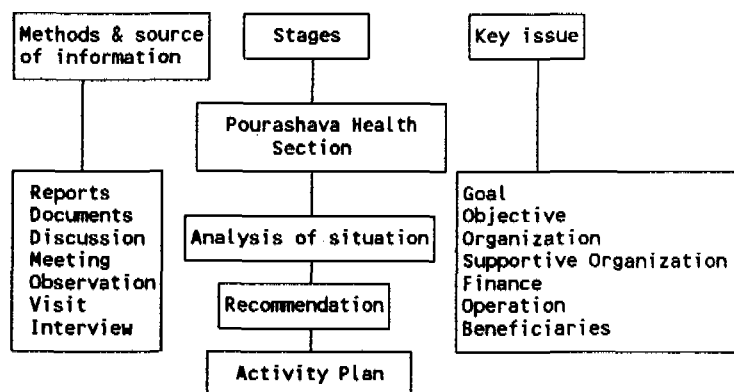 Methods & source
of information
Reports
Documents
Discussion
Meeting
Observation
Visit
Interview
Stages
Pourashava Health
Section
Analysis of situation
Recommendation
Activity Plan
Key issue
Goal
Objective
Organization
Supportive Organization
Finance
Operation
Beneficiaries